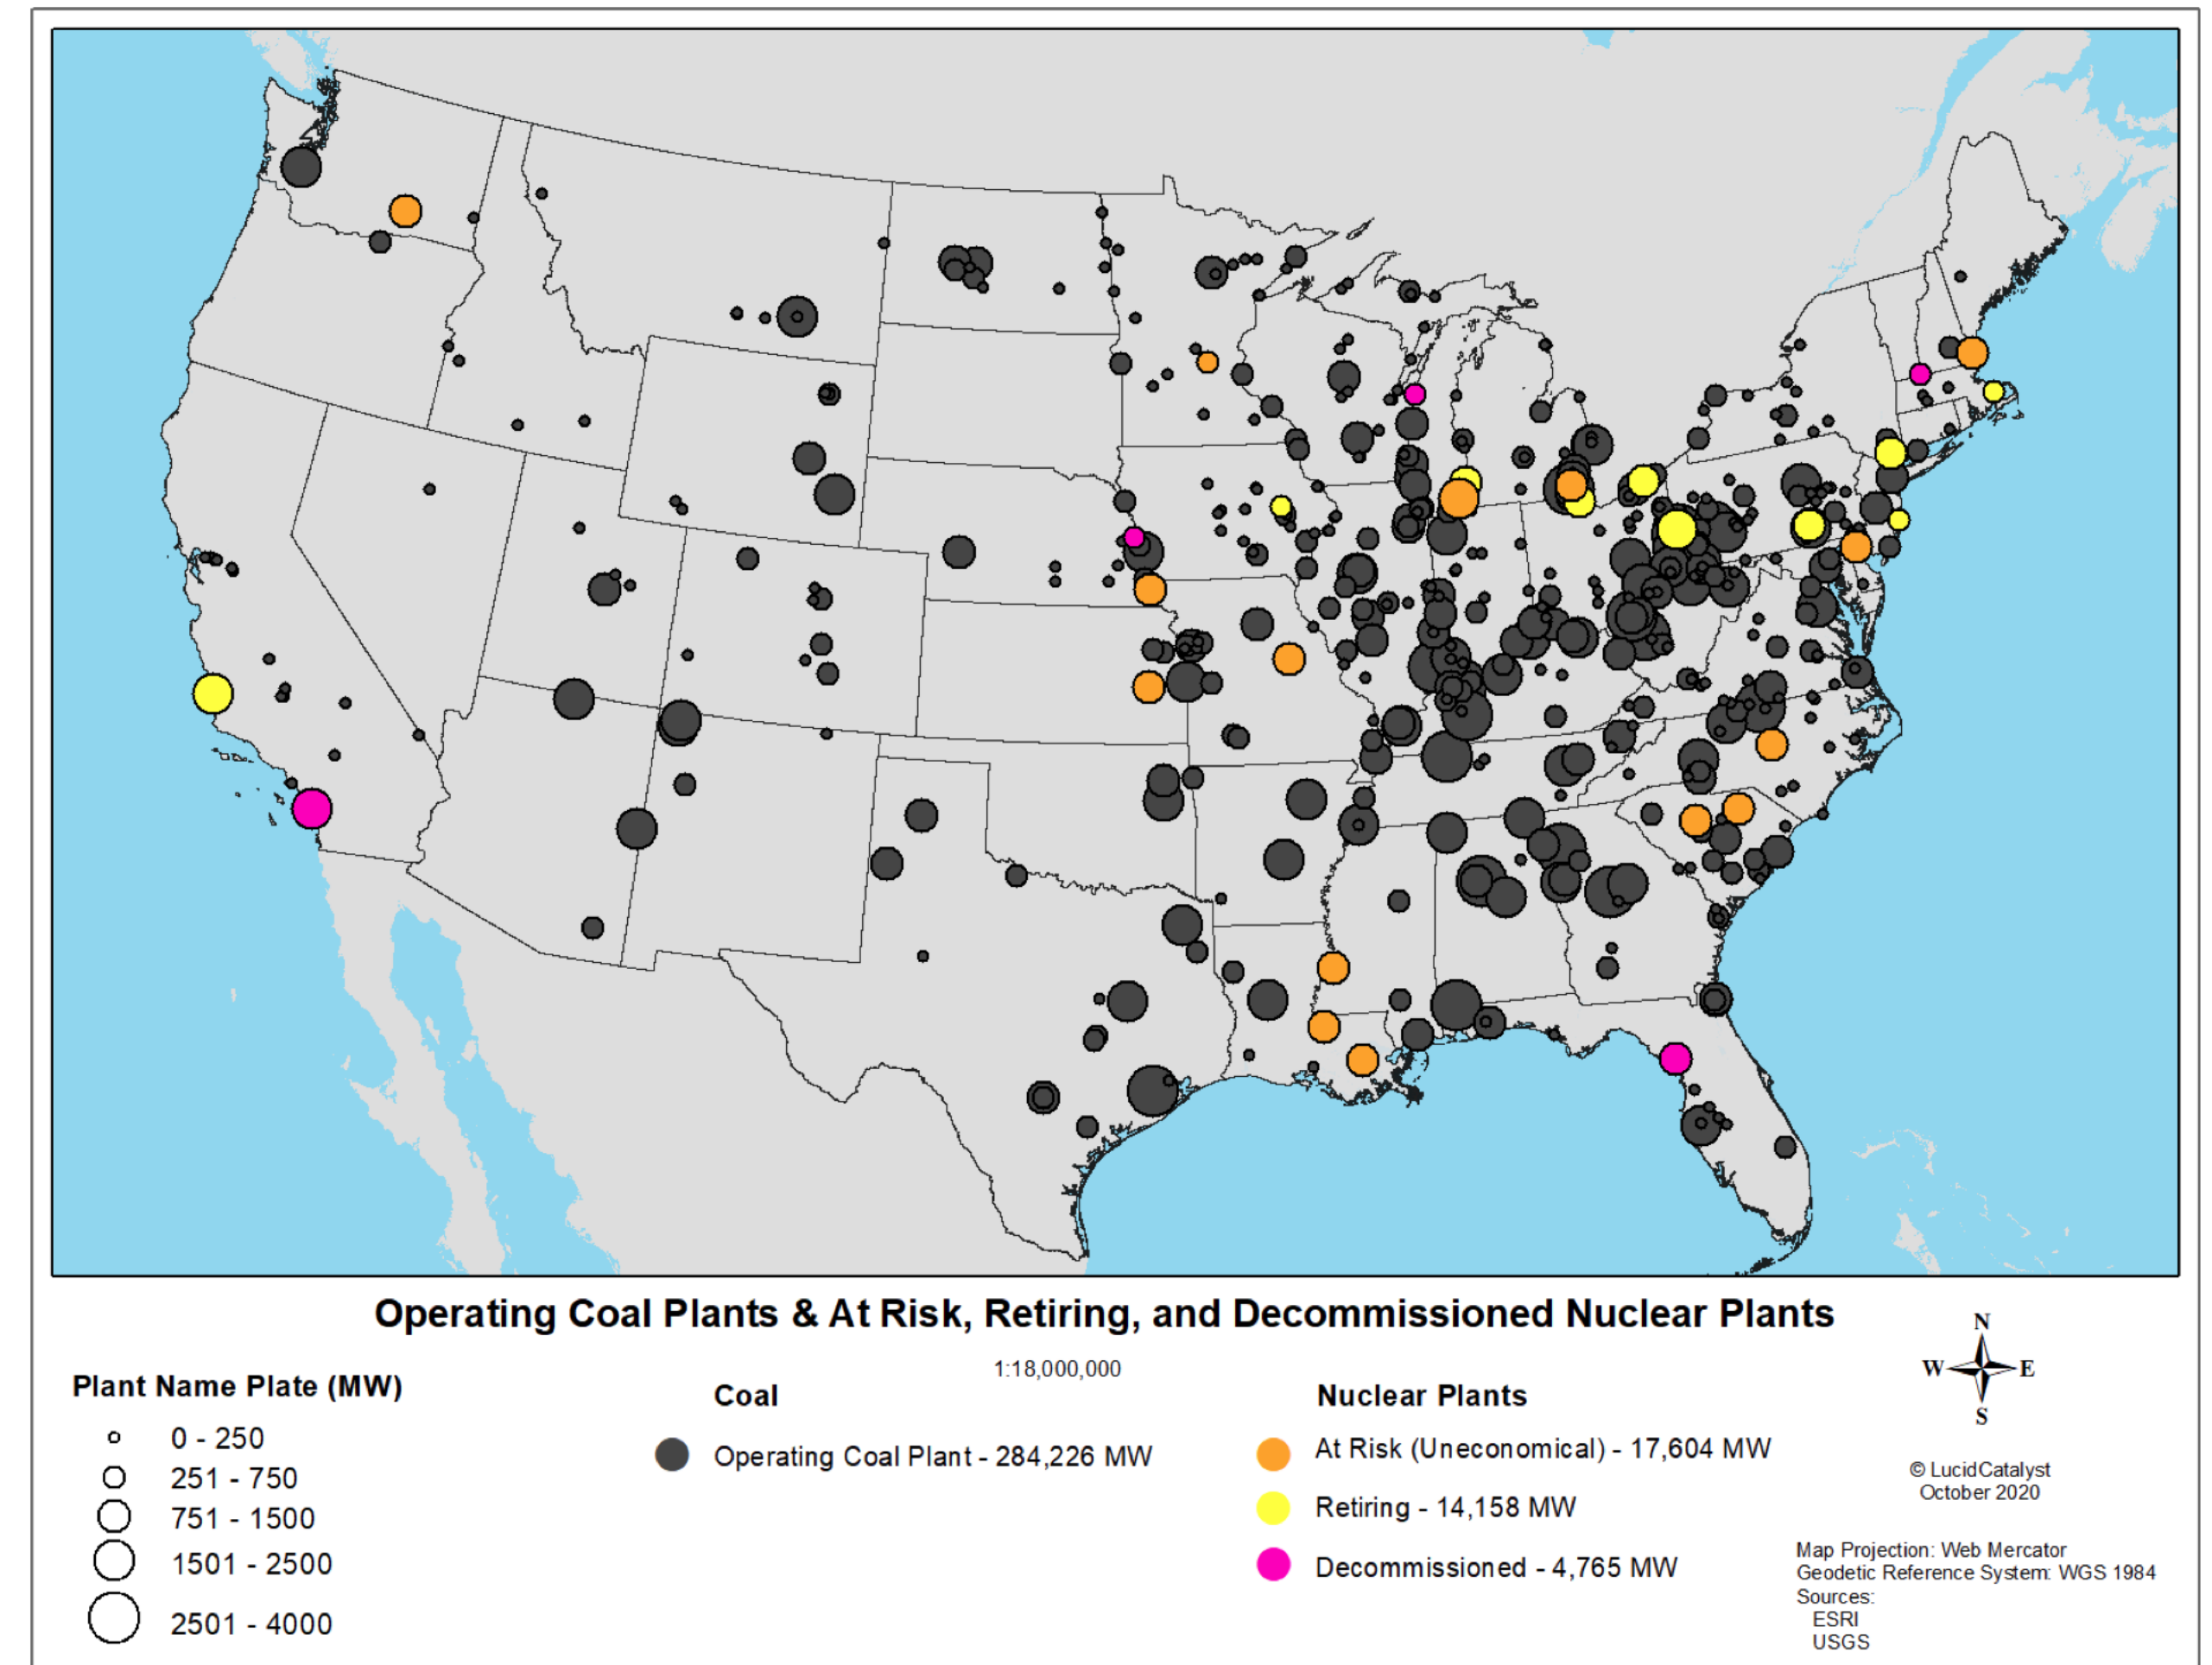 Operating Coal Plants & At Risk, Retiring, and Decommissioned Nuclear Plants
1:18,000,000
Plant Name Plate (MW)
0 - 250
251 - 750
751 - 1500
1501 - 2500
2501 - 4000
Coal
Operating Coal Plant - 284,226 MW
Nuclear Plants
At Risk (Uneconomical) - 17,604 MW
Retiring - 14,158 MW
Decommissioned - 4,765 MW
N
W E
S
© LucidCatalyst
October 2020
Map Projection: Web Mercator
Geodetic Reference System: WGS 1984
Sources:
ESRI
USGS